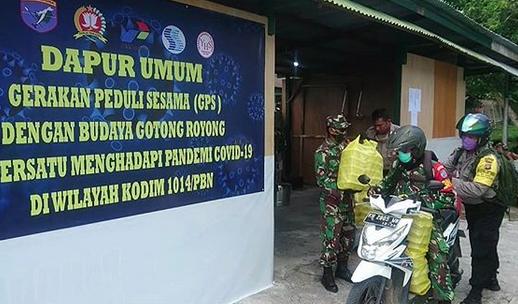 DAPUR UMUM
GERAKAN PEDULI SESAMA (GPS)
DENGAN BUDAYA GOTONG ROYONG
ERSATU MENGHADAPI PANDEMI COVID-19
DI WILAYAH KODIM 1014/PBN